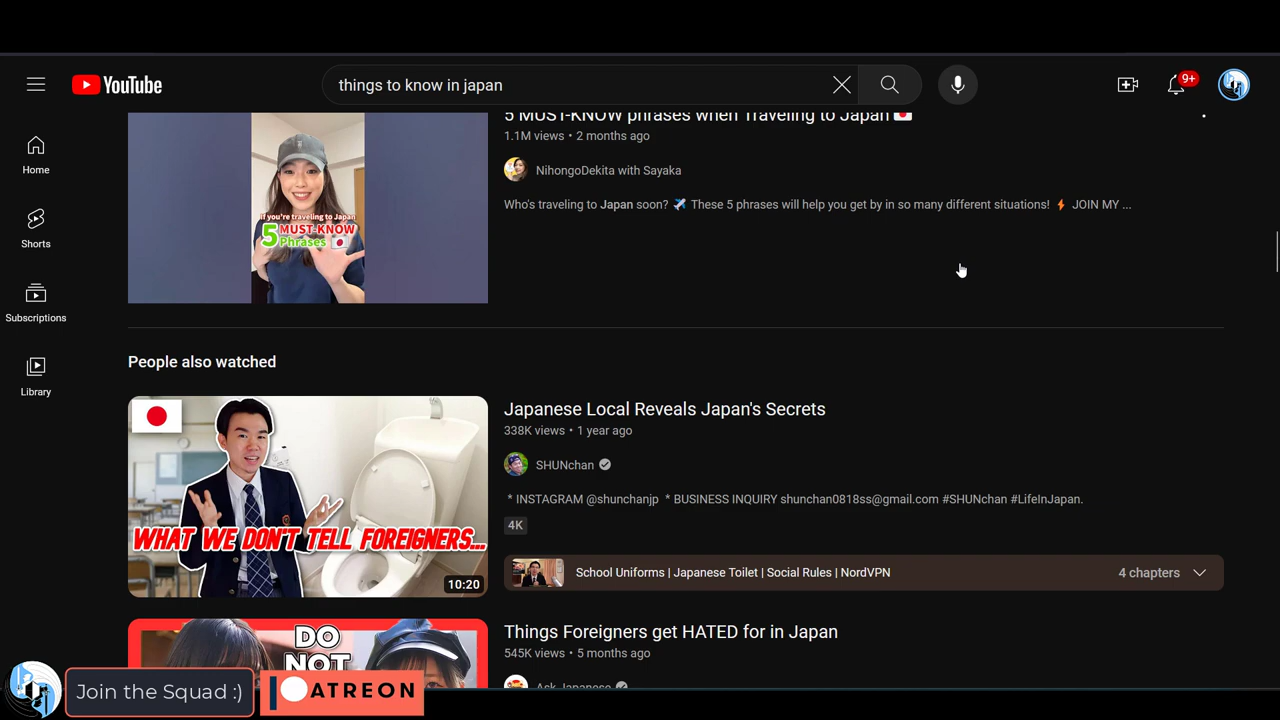 YouTube
things to know in japan
9+
5 MUST-KNOW phrases when Traveling to Japan
1.1M views • 2 months ago
NihongoDekita with Sayaka
Who's traveling to Japan soon? ✈️ These 5 phrases will help you get by in so many different situations! ⚡ JOIN MY ...
If you're traveling to Japan
5 MUST-KNOW
Phrases
Home
Shorts
Subscriptions
Library
People also watched
WHAT WE DON'T TELL FOREIGNERS...
10:20
Japanese Local Reveals Japan's Secrets
338K views • 1 year ago
SHUNchan
* INSTAGRAM @shunchanjp * BUSINESS INQUIRY shunchan0818ss@gmail.com #SHUNchan #LifeInJapan.
4K
School Uniforms | Japanese Toilet | Social Rules | NordVPN
4 chapters
DO
NOT
Things Foreigners get HATED for in Japan
545K views • 5 months ago
Ask Japanese
Join the Squad :)
PATREON